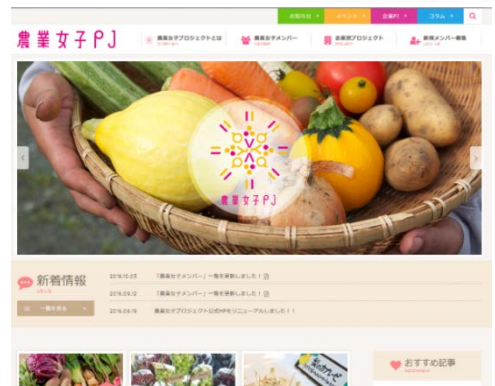 お知らせ
イベント
企業PJ
コラム
農業女子PJ
農業女子プロジェクトとは
農業女子メンバー
企業別プロジェクト
新規メンバー募集
農業女子PJ
新着情報
一覧を見る
2016.10.03 「農業女子メンバー」一覧を更新しました！
2016.09.12 「農業女子メンバー」一覧を更新しました！
農業女子プロジェクト公式HPをリニューアルしました！！
おすすめ記事